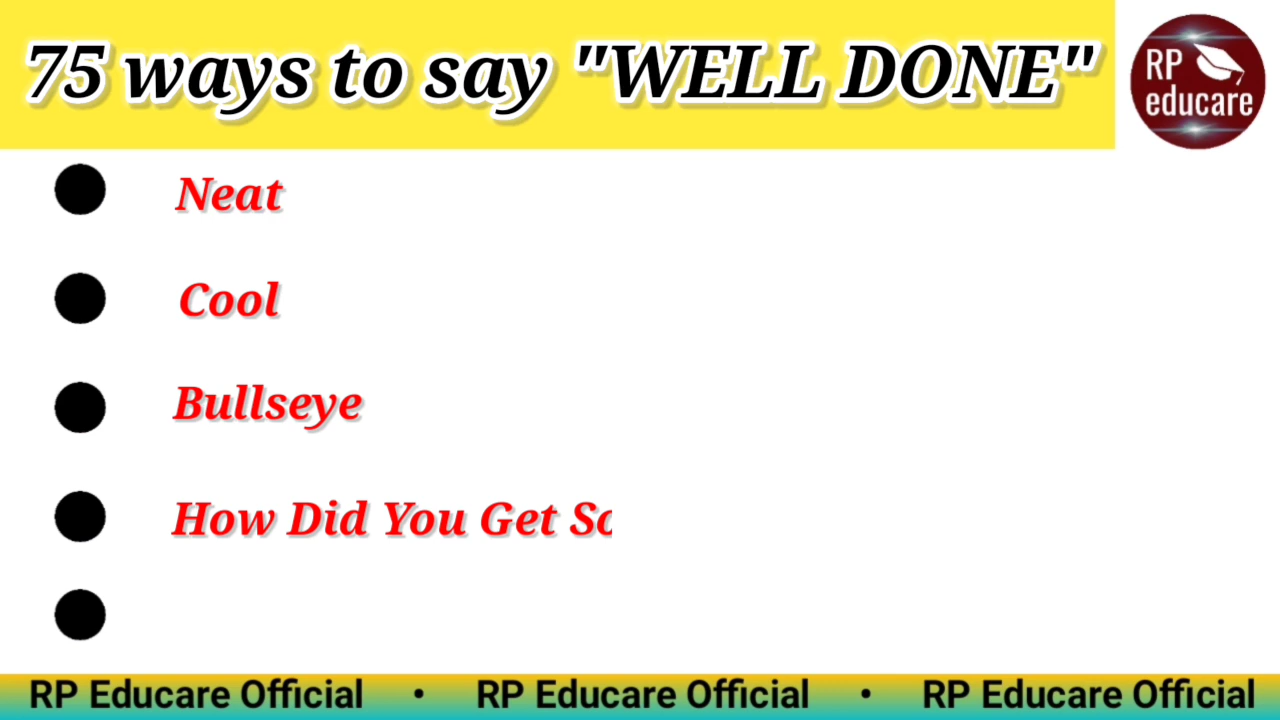 75 ways to say "WELL DONE"
RP
educare
Neat
Cool
Bullseye
How Did You Get
RP Educare Official • RP Educare Official • RP Educare Official